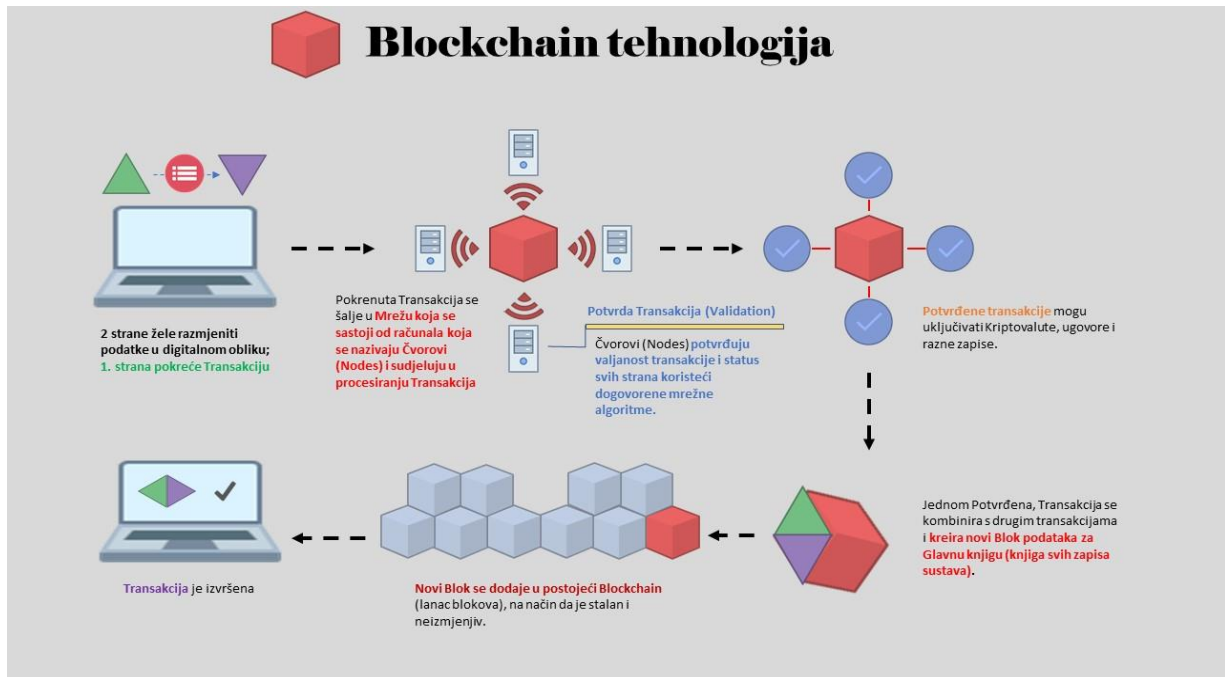 Blockchain tehnologija
2 strane žele razmjeniti
podatke u digitalnom obliku;
1. strana pokreće Transakciju
Pokrenuta Transakcija se
šalje u Mrežu koja se
sastoji od računala koja
se nazivaju Čvorovi
(Nodes) i sudjeluju u
procesiranju Transakcija
Potvrda Transakcija (Validation)
Čvorovi (Nodes) potvrđuju
valjanost transakcije i status
svih strana koristeći
dogovorene mrežne
algoritme.
Potvrđene transakcije mogu
uključivati Kriptovalute, ugovore i
razne zapise.
Jednom Potvrđena, Transakcija se
kombinira s drugim transakcijama
i kreira novi Blok podataka za
Glavnu knjigu (knjiga svih zapisa
sustava).
Novi Blok se dodaje u postojeći Blockchain
(lanac blokova), na način da je stalan i
neizmjenjiv.
Transakcija je izvršena